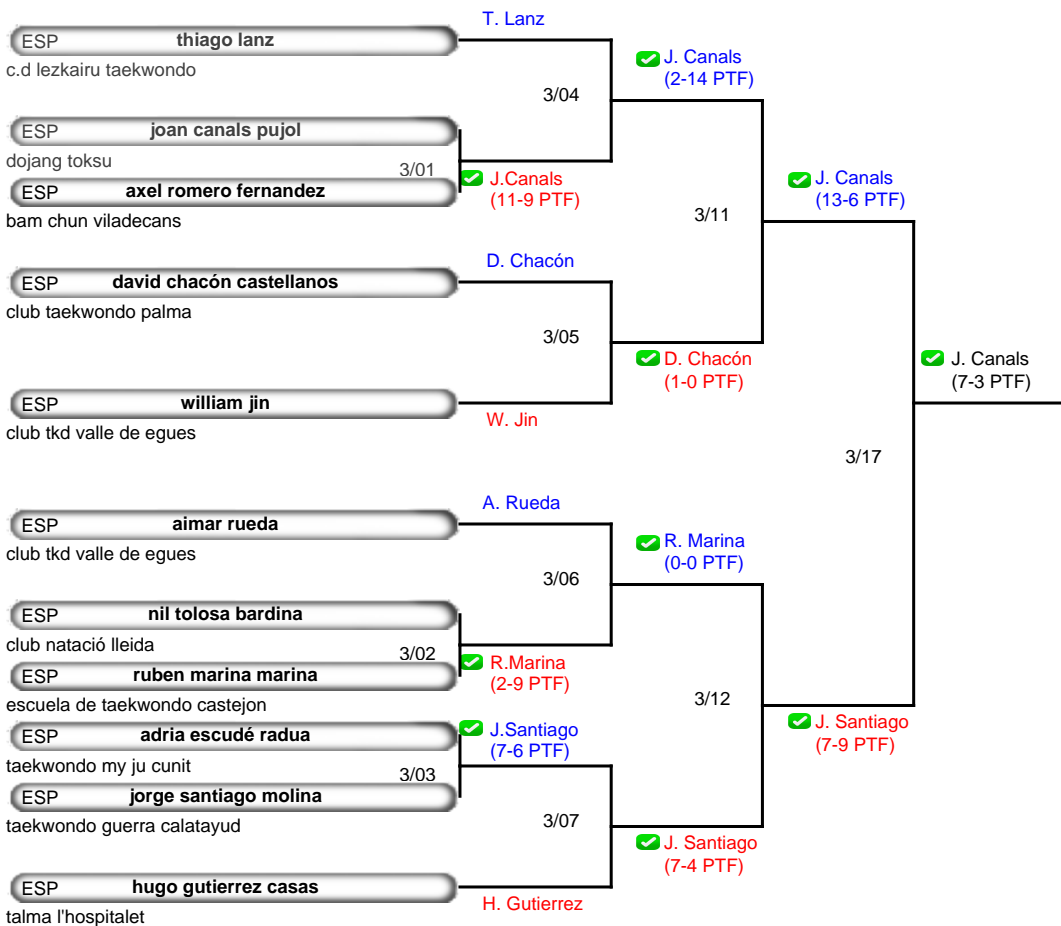 T. Lanz
ESP thiago lanz
c.d lezkairu taekwondo
J. Canals
(2-14 PTF)
3/04
ESP joan canals pujol
dojang toksu
3/01
ESP axel romero fernandez
bam chun viladecans
J.Canals
(11-9 PTF)
J. Canals
(13-6 PTF)
3/11
D. Chacón
ESP david chacón castellanos
club taekwondo palma
3/05
D. Chacón
(1-0 PTF)
J. Canals
(7-3 PTF)
ESP william jin
club tkd valle de egues
W. Jin
3/17
A. Rueda
ESP aimar rueda
club tkd valle de egues
R. Marina
(0-0 PTF)
3/06
ESP nil tolosa bardina
club natació lleida
3/02
ESP ruben marina marina
escuela de taekwondo castejon
R.Marina
(2-9 PTF)
3/12
J. Santiago
(7-9 PTF)
ESP adria escudé radua
taekwondo my ju cunit
J.Santiago
(7-6 PTF)
3/03
ESP jorge santiago molina
taekwondo guerra calatayud
3/07
J. Santiago
(7-4 PTF)
ESP hugo gutierrez casas
talma l'hospitalet
H. Gutierrez